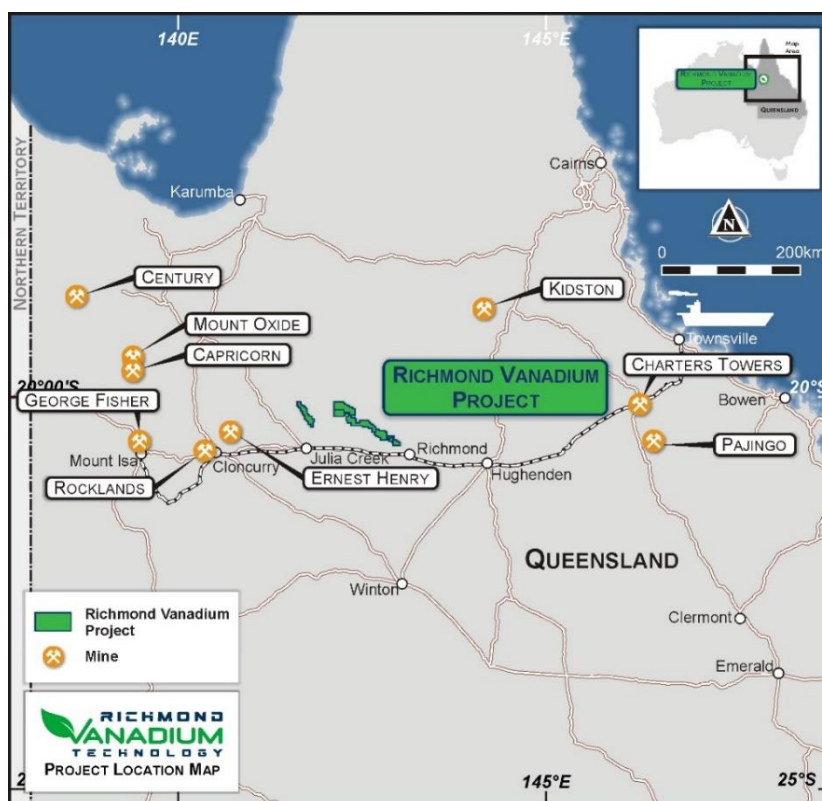 140E
145°E
Map
Area
RICHMOND VANADIUM
PROJECT
QUEENSLAND
NORTHERN TERRITORY
Karumba
Cairns
N
0 200km
CENTURY
MOUNT OXIDE
CAPRICORN
KIDSTON
Townsville
20°00'S
GEORGE FISHER
RICHMOND VANADIUM
PROJECT
CHARTERS TOWERS
20°S
Bowen
Mount Isa
Cloncurry
Julia Creek
Richmond
Hughenden
PAJINGO
ROCKLANDS
ERNEST HENRY
QUEENSLAND
Winton
Clermont
Emerald
Richmond Vanadium
Project
Mine
RICHMOND
VANADIUM
TECHNOLOGY
PROJECT LOCATION MAP
145°E
25°S